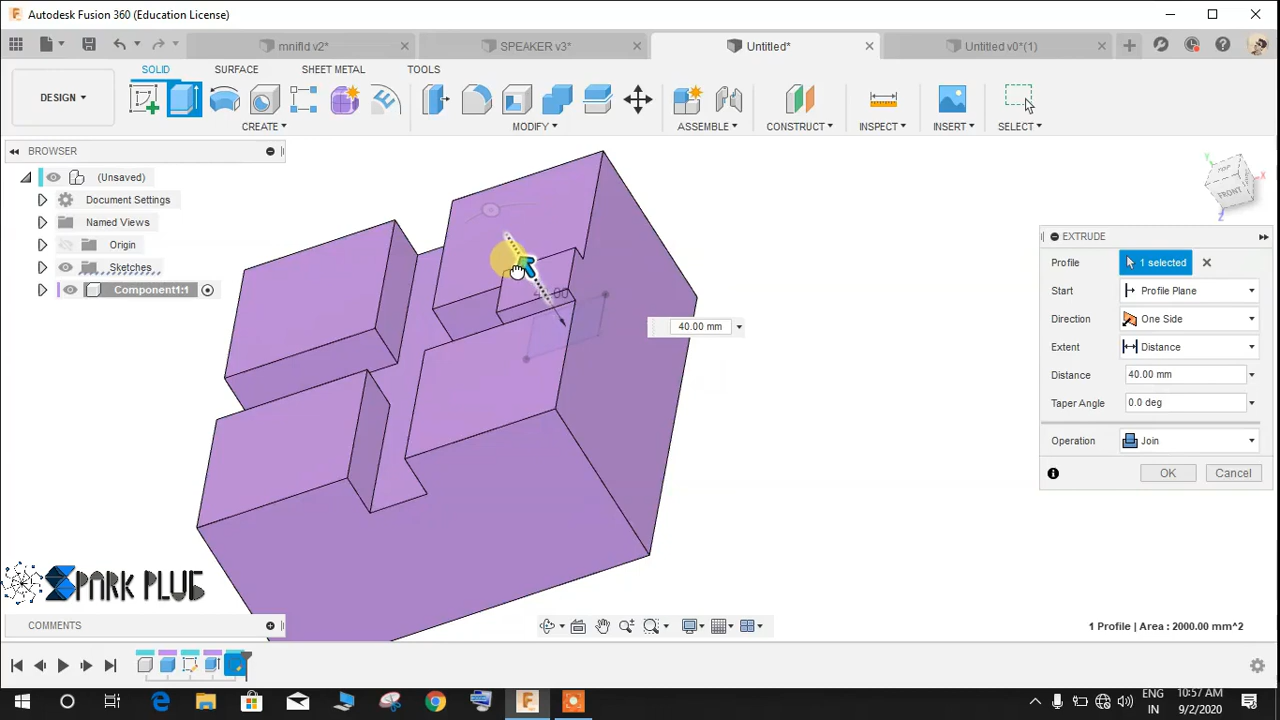 Autodesk Fusion 360 (Education License)
mnifld v2*
SPEAKER v3*
Untitled*
Untitled v0*(1)
SOLID
SURFACE
SHEET METAL
TOOLS
DESIGN
CREATE
MODIFY
ASSEMBLE
CONSTRUCT
INSPECT
INSERT
SELECT
BROWSER
(Unsaved)
Document Settings
Named Views
Origin
Sketches
Component1:1
TOP
FRONT
Y
X
Z
40.00 mm
EXTRUDE
Profile 1 selected
Start Profile Plane
Direction One Side
Extent Distance
Distance 40.00 mm
Taper Angle 0.0 deg
Operation Join
OK Cancel
SPARK PLUG
COMMENTS
1 Profile | Area : 2000.00 mm^2
ENG
IN
10:57 AM
9/2/2020